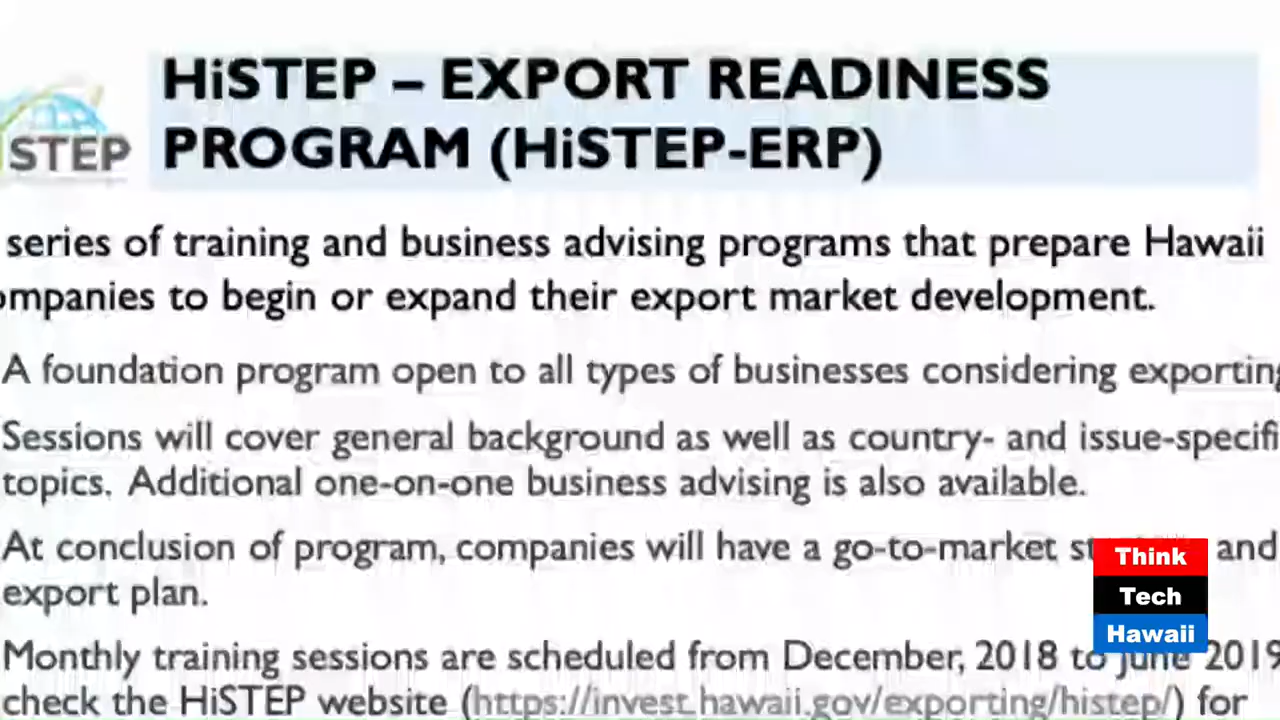 HiSTEP – EXPORT READINESS
PROGRAM (HiSTEP-ERP)
STEP
series of training and business advising programs that prepare Hawaii
ompanies to begin or expand their export market development.
A foundation program open to all types of businesses considering exporting
Sessions will cover general background as well as country- and issue-specifi
topics. Additional one-on-one business advising is also available.
At conclusion of program, companies will have a go-to-market and
export plan.
Think
Tech
Hawaii
Monthly training sessions are scheduled from December, 2018 to June 2019
check the HiSTEP website (https://invest.hawaii.gov/exporting/histep/) for